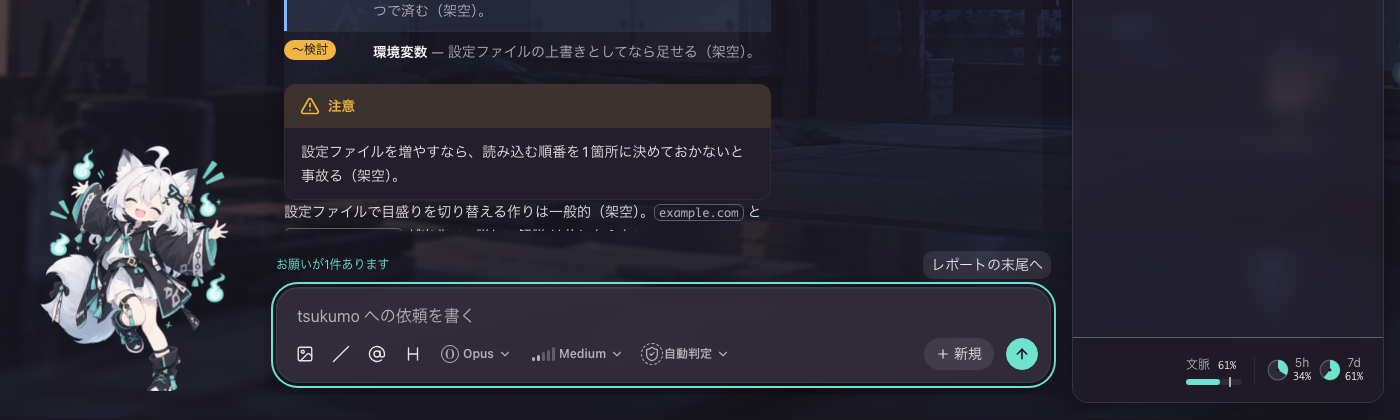 つで済む（架空）。
～検討
環境変数 — 設定ファイルの上書きとしてなら足せる（架空）。
注意
設定ファイルを増やすなら、読み込む順番を1箇所に決めておかないと
事故る（架空）。
設定ファイルで目盛りを切り替える作りは一般的（架空）。 example.com と
お願いが1件あります
レポートの末尾へ
tsukumo への依頼を書く
Opus
Medium
自動判定
+ 新規
文脈 61%
5h
34%
7d
61%